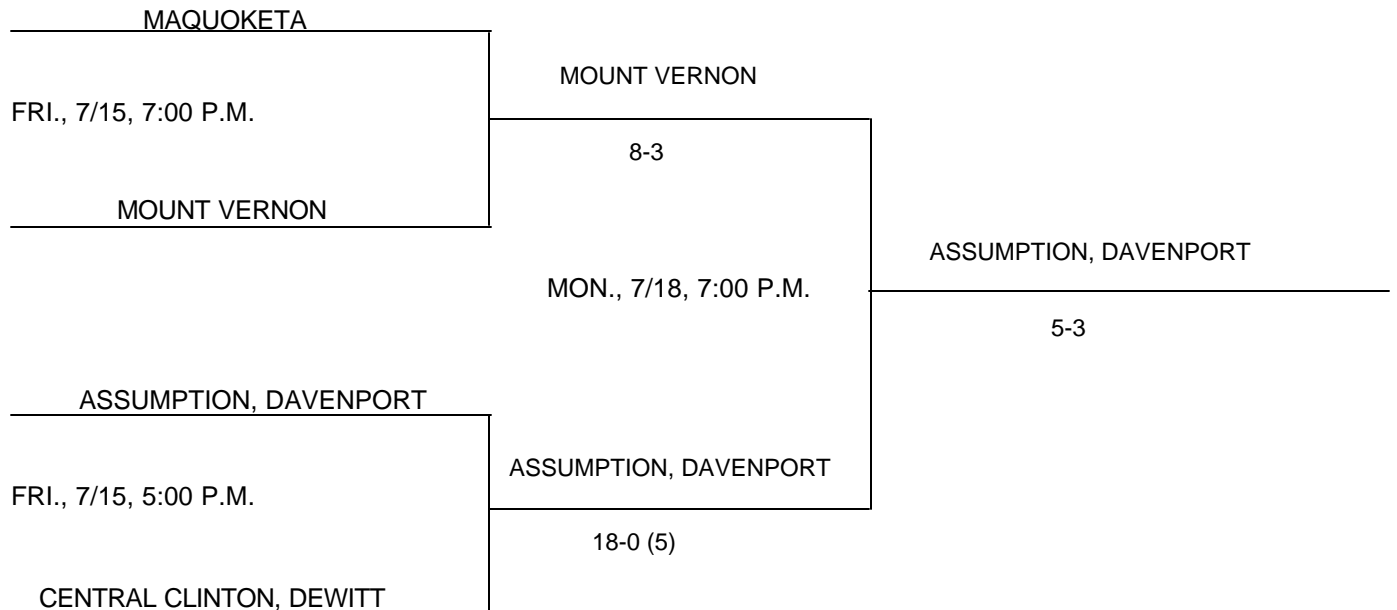 MAQUOKETA
MOUNT VERNON
FRI., 7/15, 7:00 P.M.
8-3
MOUNT VERNON
ASSUMPTION, DAVENPORT
MON., 7/18, 7:00 P.M.
5-3
ASSUMPTION, DAVENPORT
ASSUMPTION, DAVENPORT
FRI., 7/15, 5:00 P.M.
18-0 (5)
CENTRAL CLINTON, DEWITT